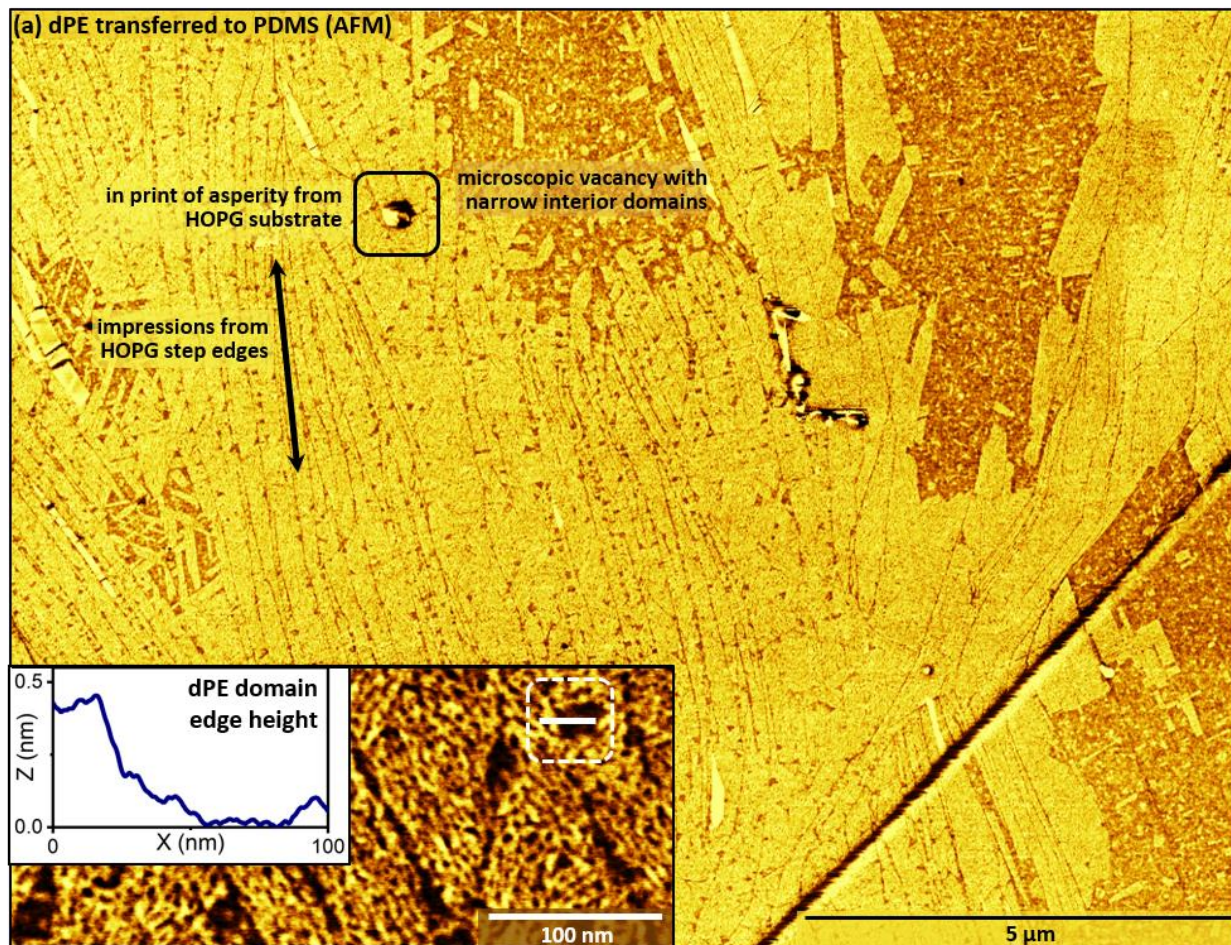 (a) dPE transferred to PDMS (AFM)
in print of asperity from
HOPG substrate
microscopic vacancy with
narrow interior domains
impressions from
HOPG step edges
dPE domain
edge height
0.5
Z (nm)
0.0
0
X (nm)
100
100 nm
5 µm